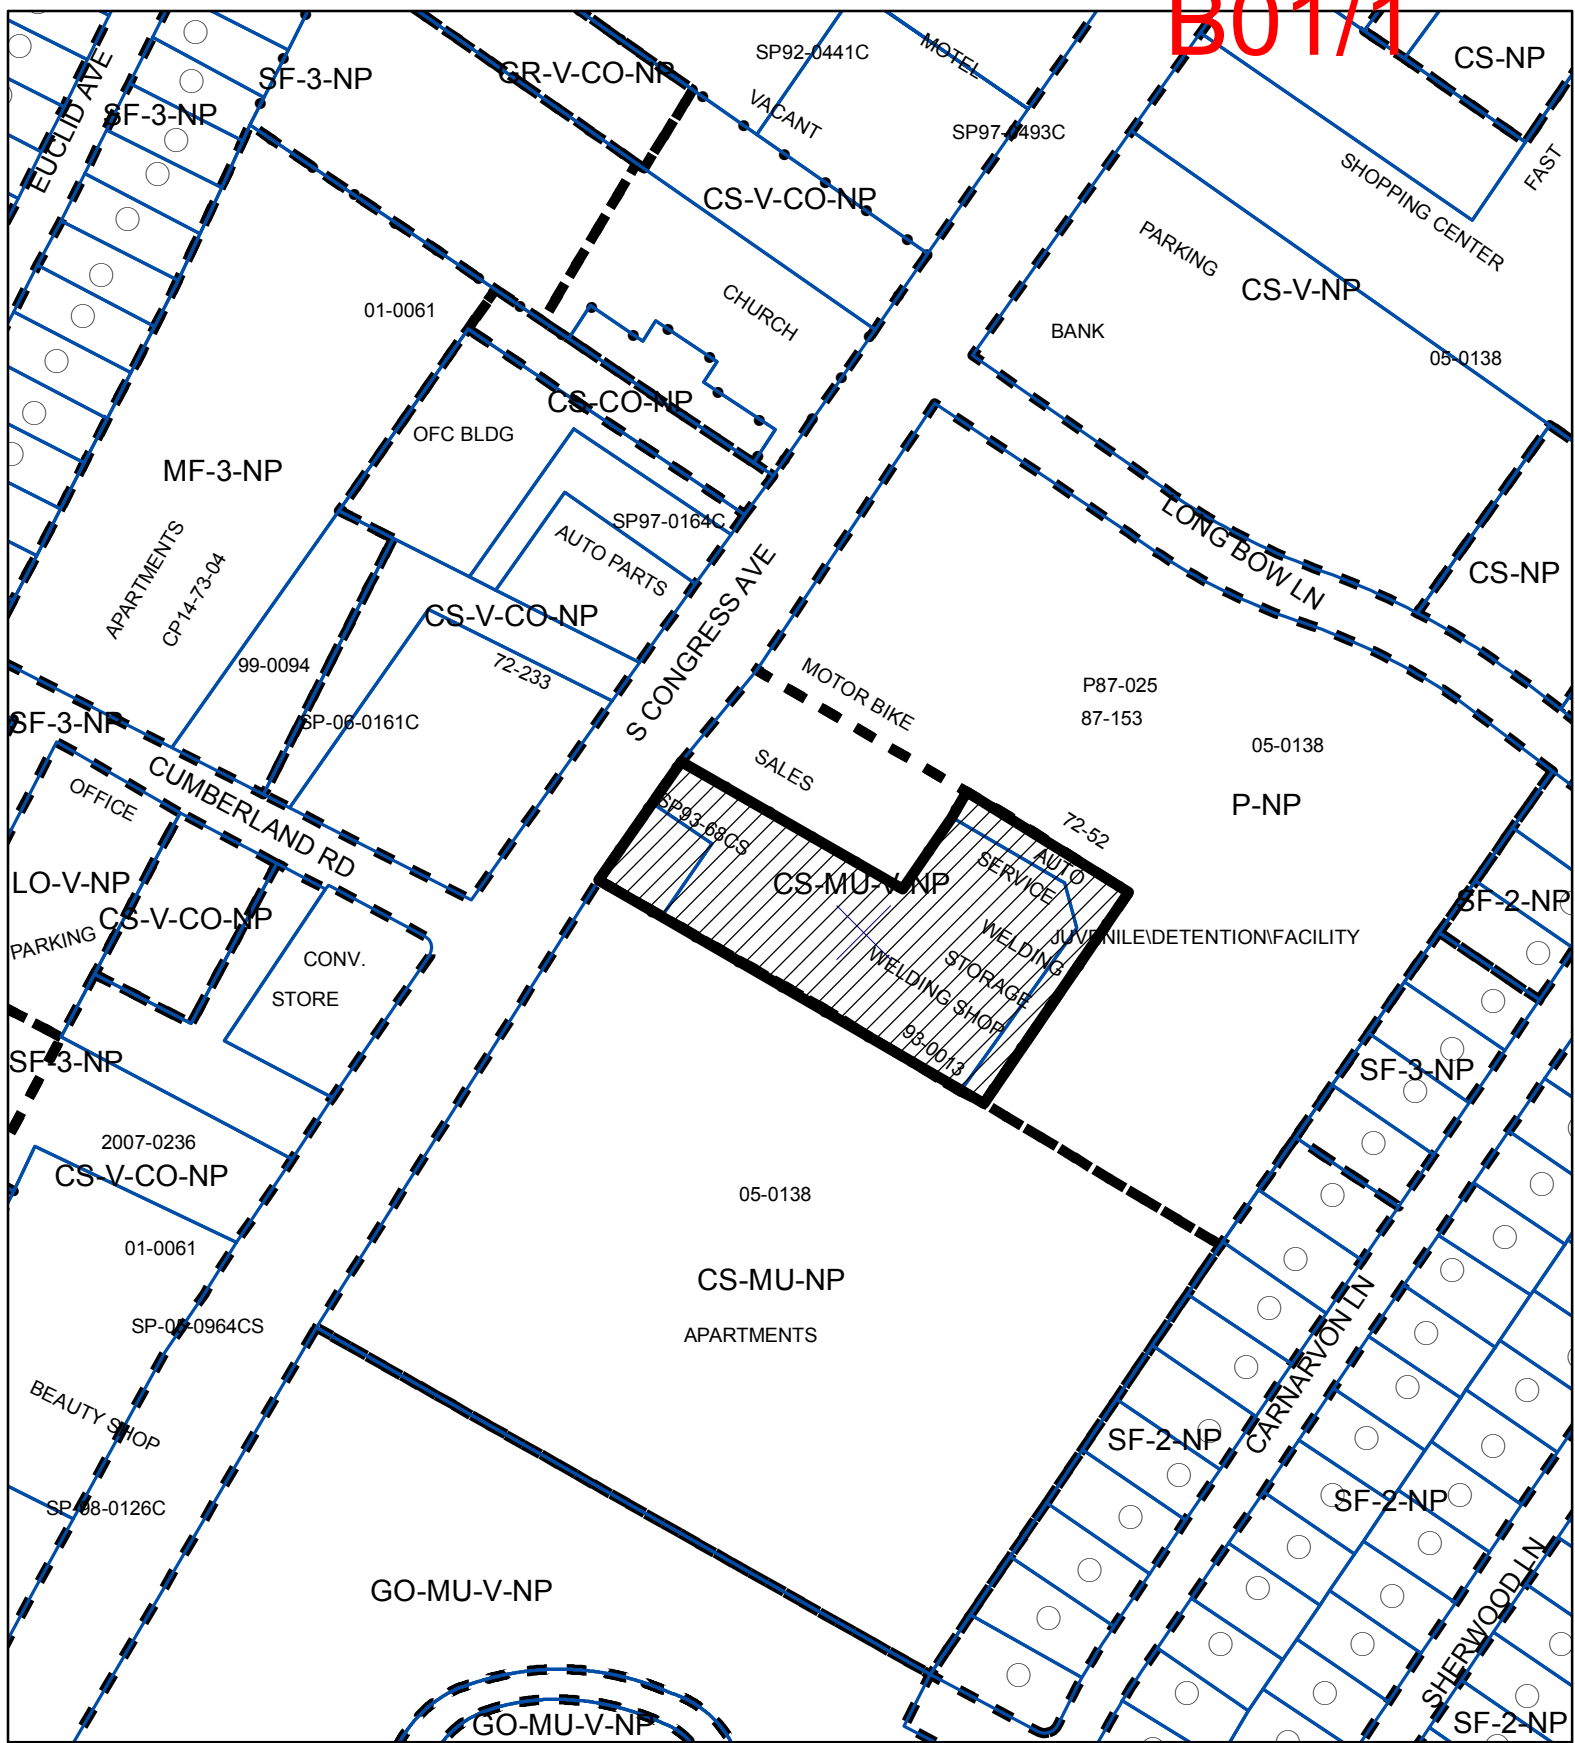 B01/1
EUCLID AVE
SF-3-NP
SF-3-NP
GR-V-CO-NP
SP92-0441C
MOTEL
VACANT
SP97-0493C
CS-V-CO-NP
CS-NP
FAST
SHOPPING CENTER
PARKING
CS-V-NP
BANK
05-0138
CHURCH
01-0061
CS-CO-NP
OFC BLDG
MF-3-NP
APARTMENTS
CP14-73-04
SP97-0164C
AUTO PARTS
CS-V-CO-NP
72-233
99-0094
SP-06-0161C
S CONGRESS AVE
LONG BOW LN
CS-NP
MOTOR BIKE
SALES
P87-025
87-153
05-0138
P-NP
SF-3-NP
CUMBERLAND RD
OFFICE
LO-V-NP
CS-V-CO-NP
PARKING
CONV.
STORE
SP93-68CS
CS-MU-V-NP
72-52
AUTO
SERVICE
WELDING
STORAGE
WELDING SHOP
93-0013
JUVENILE\DETENTION\FACILITY
SF-2-NP
SF-3-NP
SF-3-NP
2007-0236
CS-V-CO-NP
01-0061
05-0138
CS-MU-NP
APARTMENTS
BEAUTY SHOP
SP-98-0126C
CARNARVON LN
SF-2-NP
SF-2-NP
SHERWOOD LN
GO-MU-V-NP
GO-MU-V-NP
SF-2-NP